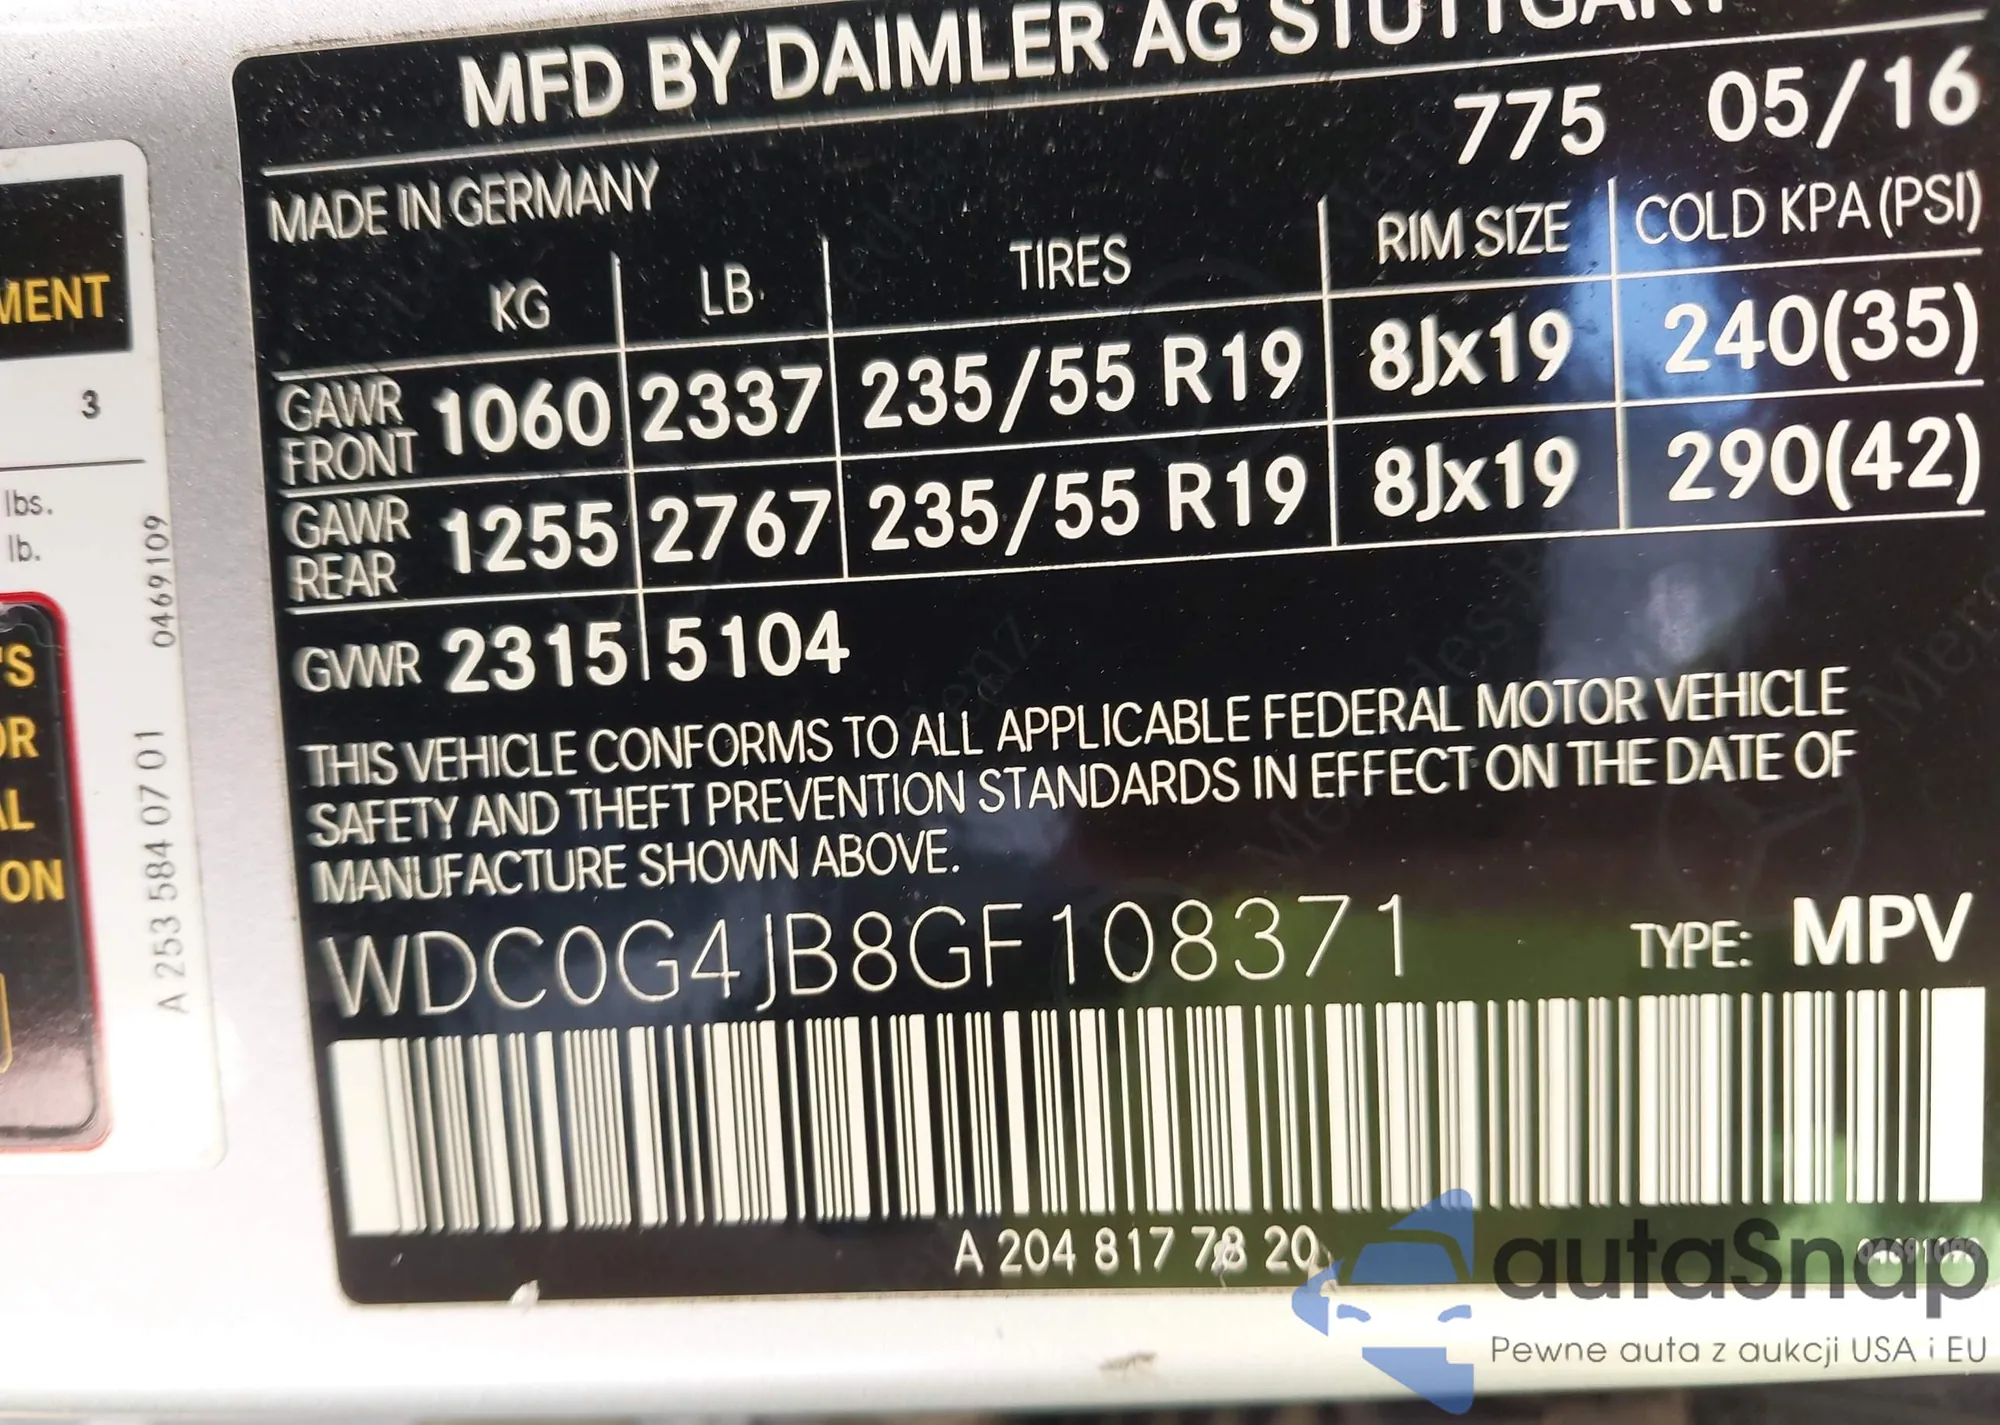 MFD BY DAIMLER AG STUTTGART
775 05/16
MADE IN GERMANY
KG LB TIRES RIM SIZE COLD KPA (PSI)
GAWR FRONT 1060 2337 235/55 R19 8Jx19 240(35)
GAWR REAR 1255 2767 235/55 R19 8Jx19 290(42)
GVWR 2315 5104
THIS VEHICLE CONFORMS TO ALL APPLICABLE FEDERAL MOTOR VEHICLE
SAFETY AND THEFT PREVENTION STANDARDS IN EFFECT ON THE DATE OF
MANUFACTURE SHOWN ABOVE.
WDC0G4JB8GF108371 TYPE: MPV
A 204 817 78 20
MENT
3
lbs.
lb.
'S
OR
AL
ON
A 253 584 07 01 0469109
autaSnap
Pewne auta z aukcji USA i EU